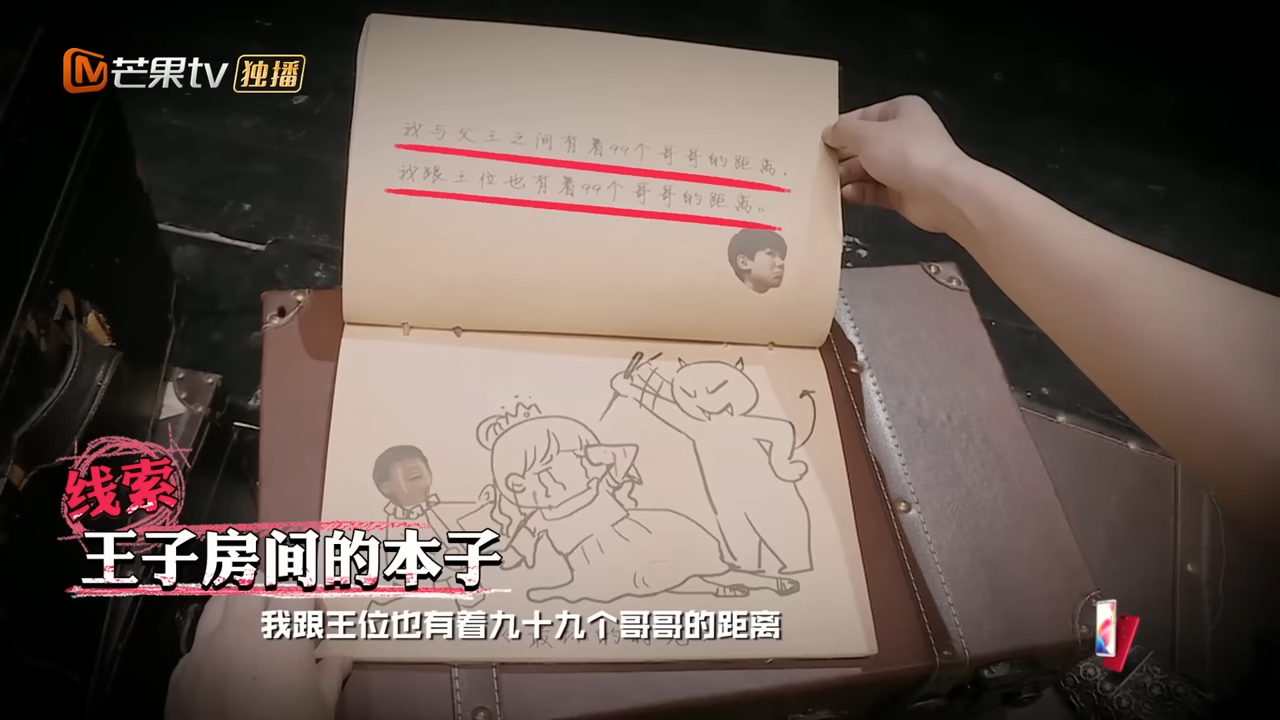 芒果tv 独播
我与父王之间有着99个哥哥的距离,
我跟王位也有着99个哥哥的距离。
线索
王子房间的本子
我跟王位也有着九十九个哥哥的距离